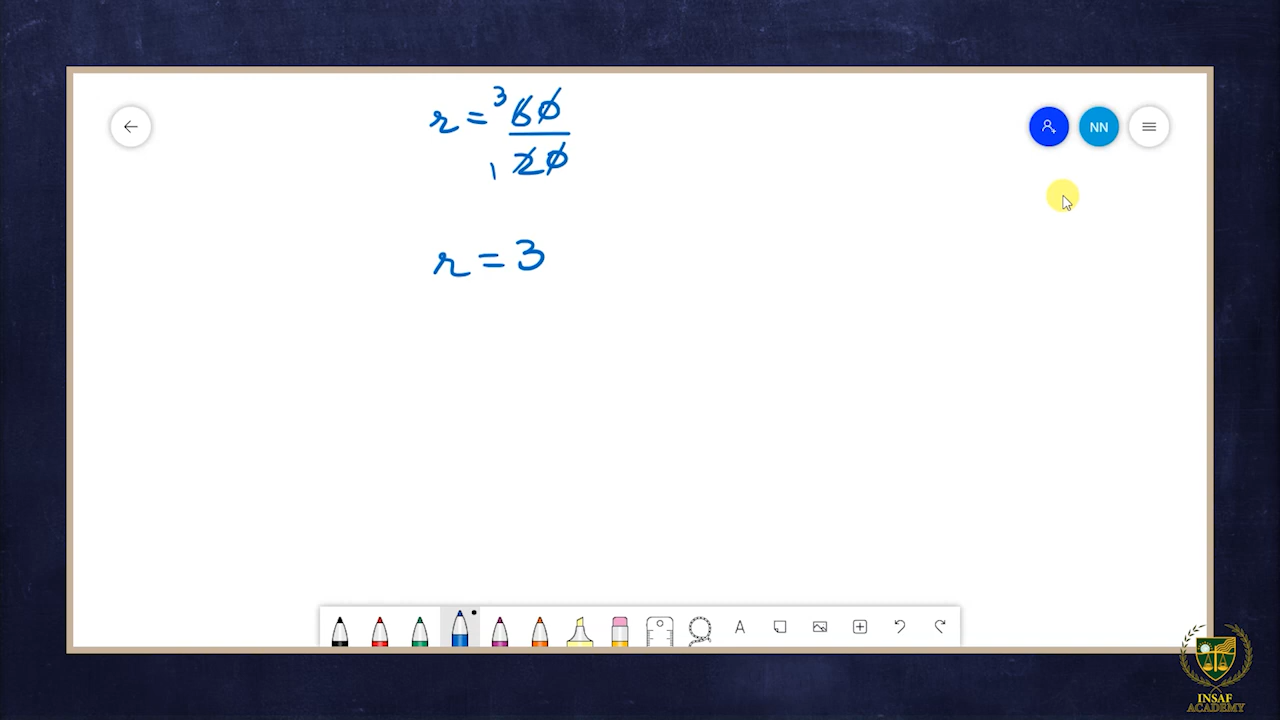 r = ³60
¹20
r = 3
NN
A
INSAF
ACADEMY